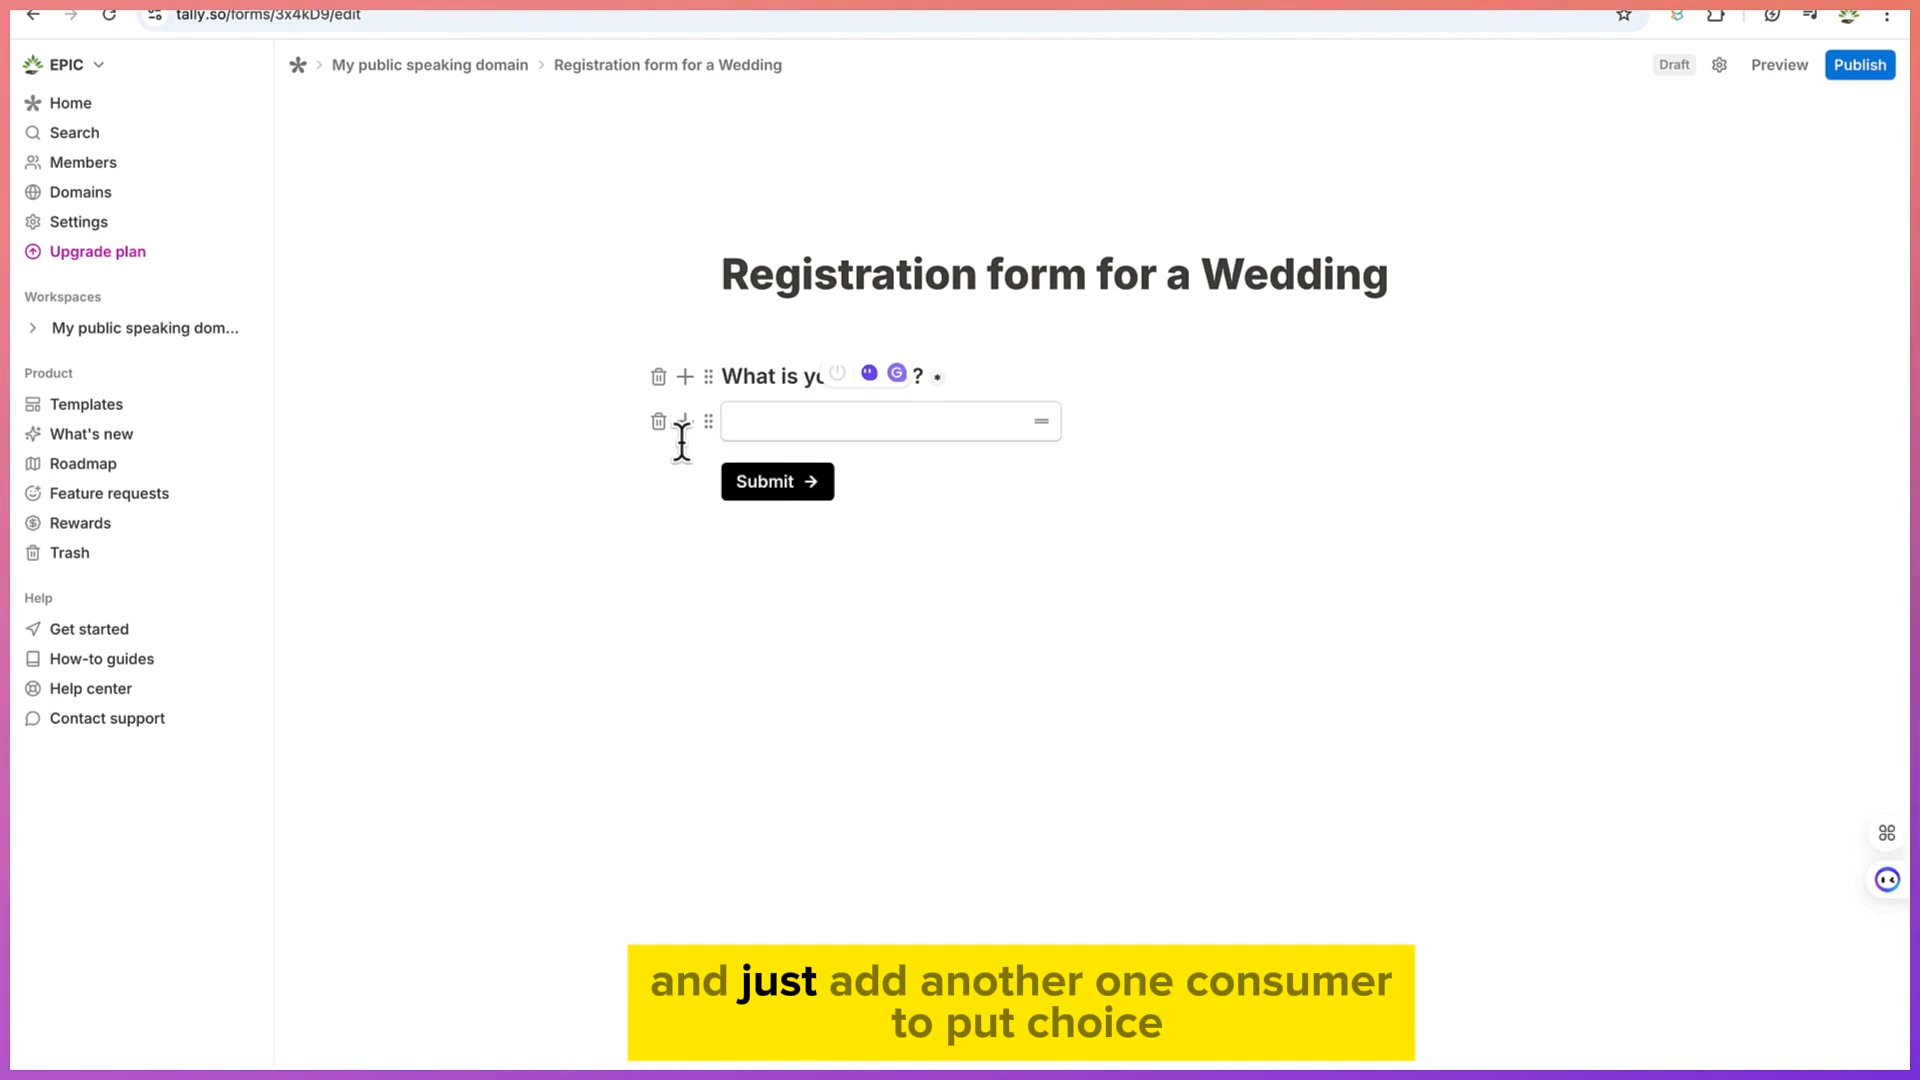 tally.so/forms/3x4kD9/edit
EPIC
My public speaking domain
Registration form for a Wedding
Draft
Preview
Publish
Home
Search
Members
Domains
Settings
Upgrade plan
Workspaces
My public speaking dom...
Product
Templates
What's new
Roadmap
Feature requests
Rewards
Trash
Help
Get started
How-to guides
Help center
Contact support
Registration form for a Wedding
What is yo ?
Submit →
and just add another one consumer
to put choice